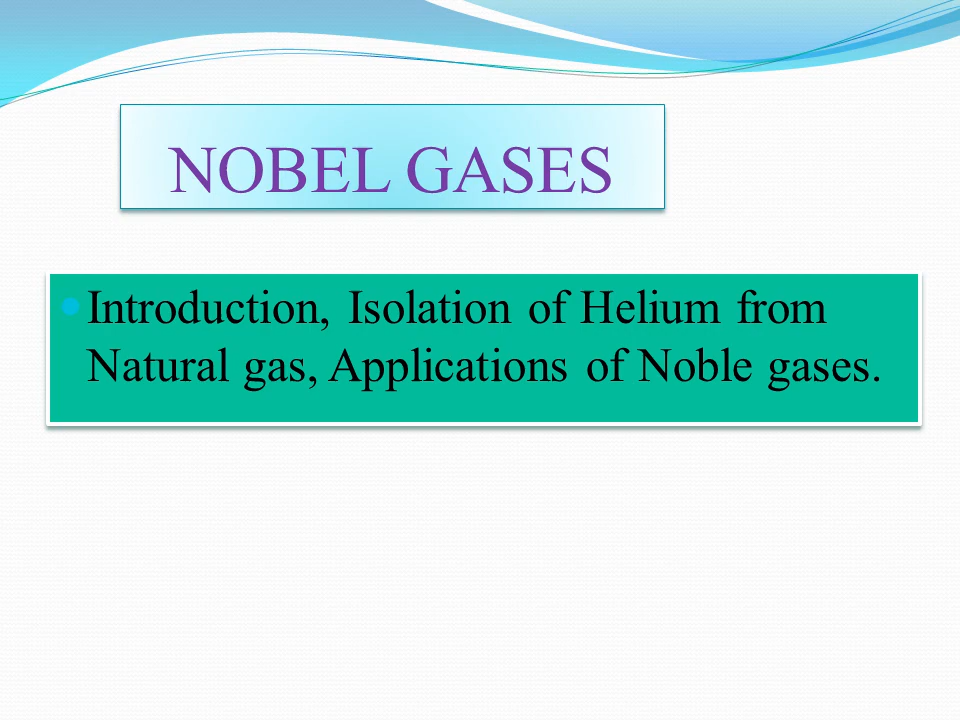 NOBEL GASES
Introduction, Isolation of Helium from
Natural gas, Applications of Noble gases.